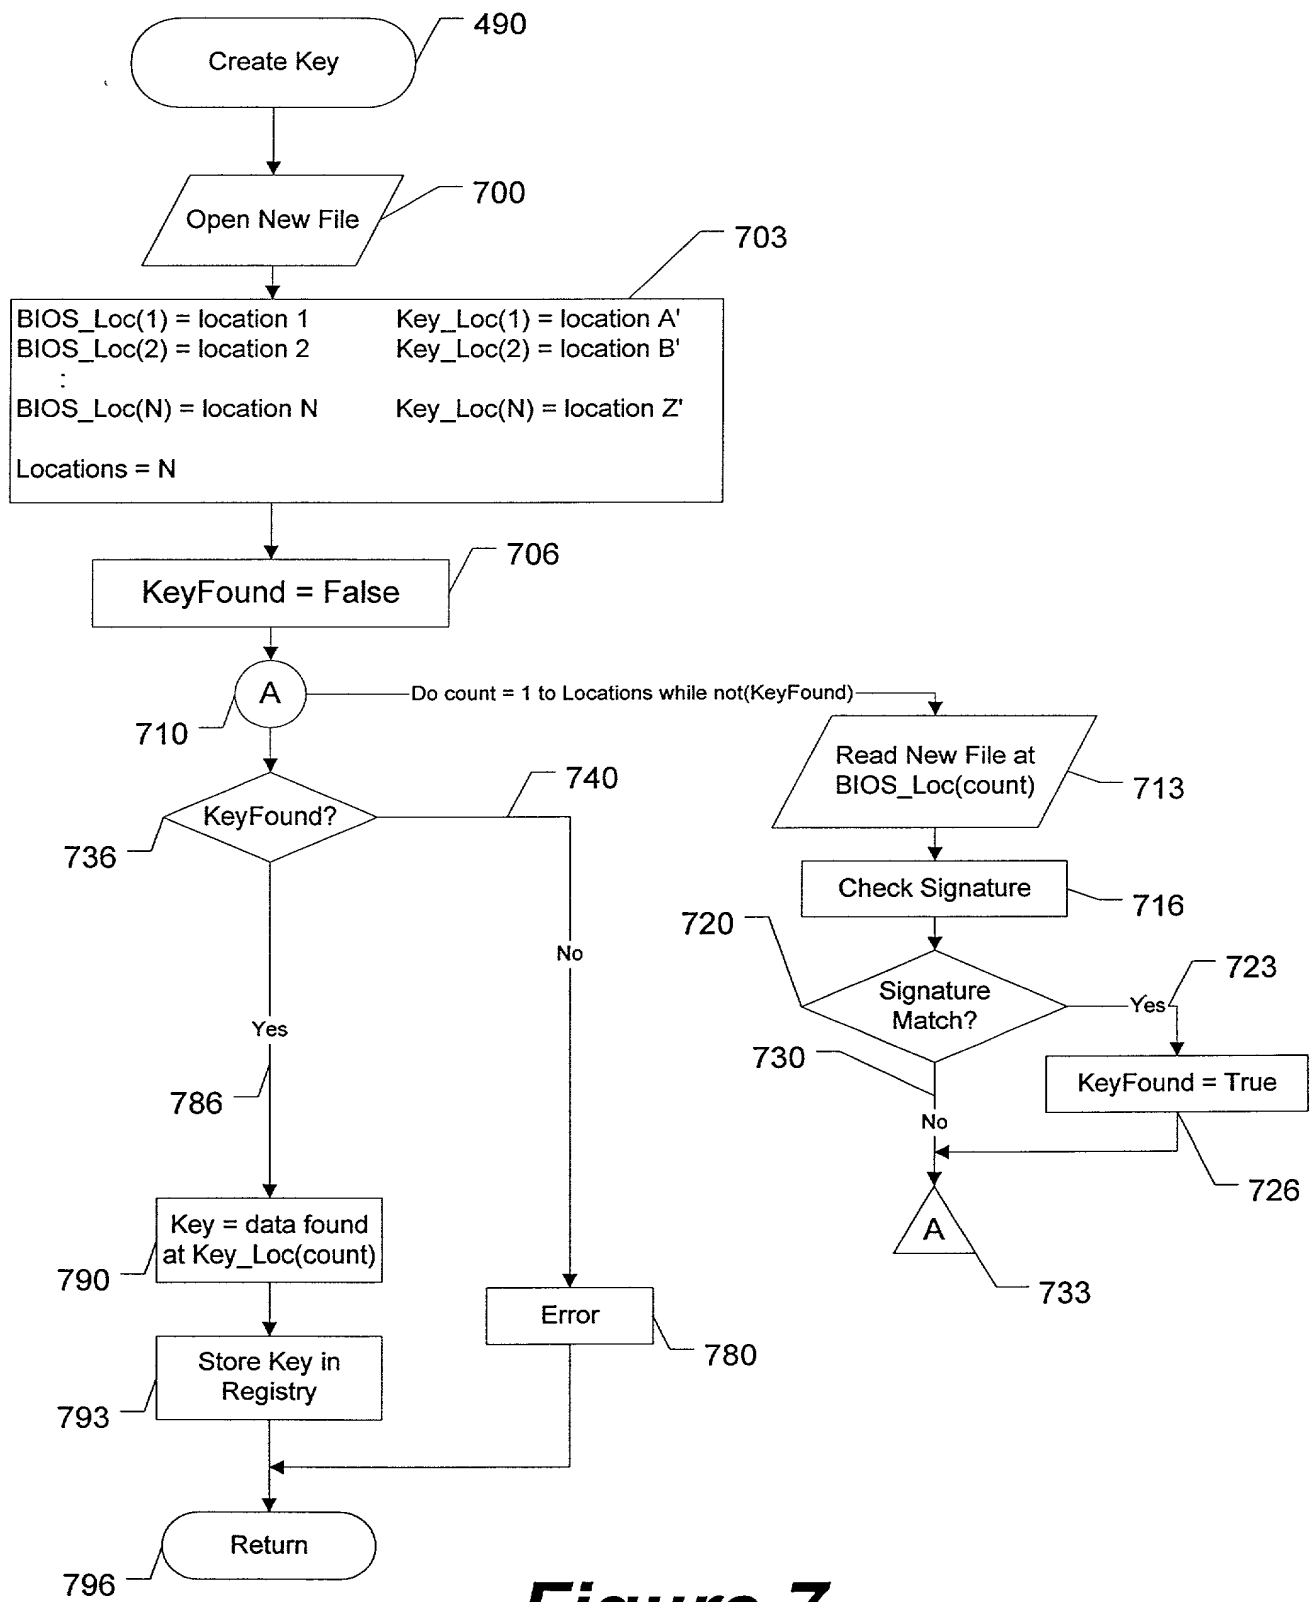 490
Create Key
700
Open New File
703
BIOS_Loc(1) = location 1 Key_Loc(1) = location A'
BIOS_Loc(2) = location 2 Key_Loc(2) = location B'
:
BIOS_Loc(N) = location N Key_Loc(N) = location Z'
Locations = N
706
KeyFound = False
A
Do count = 1 to Locations while not(KeyFound)
710
Read New File at
BIOS_Loc(count)
713
740
KeyFound?
736
Check Signature
716
720
No
Signature
Match?
Yes
723
Yes
730
KeyFound = True
786
No
726
A
733
Key = data found
at Key_Loc(count)
790
Error
780
Store Key in
Registry
793
Return
796
Figure 7